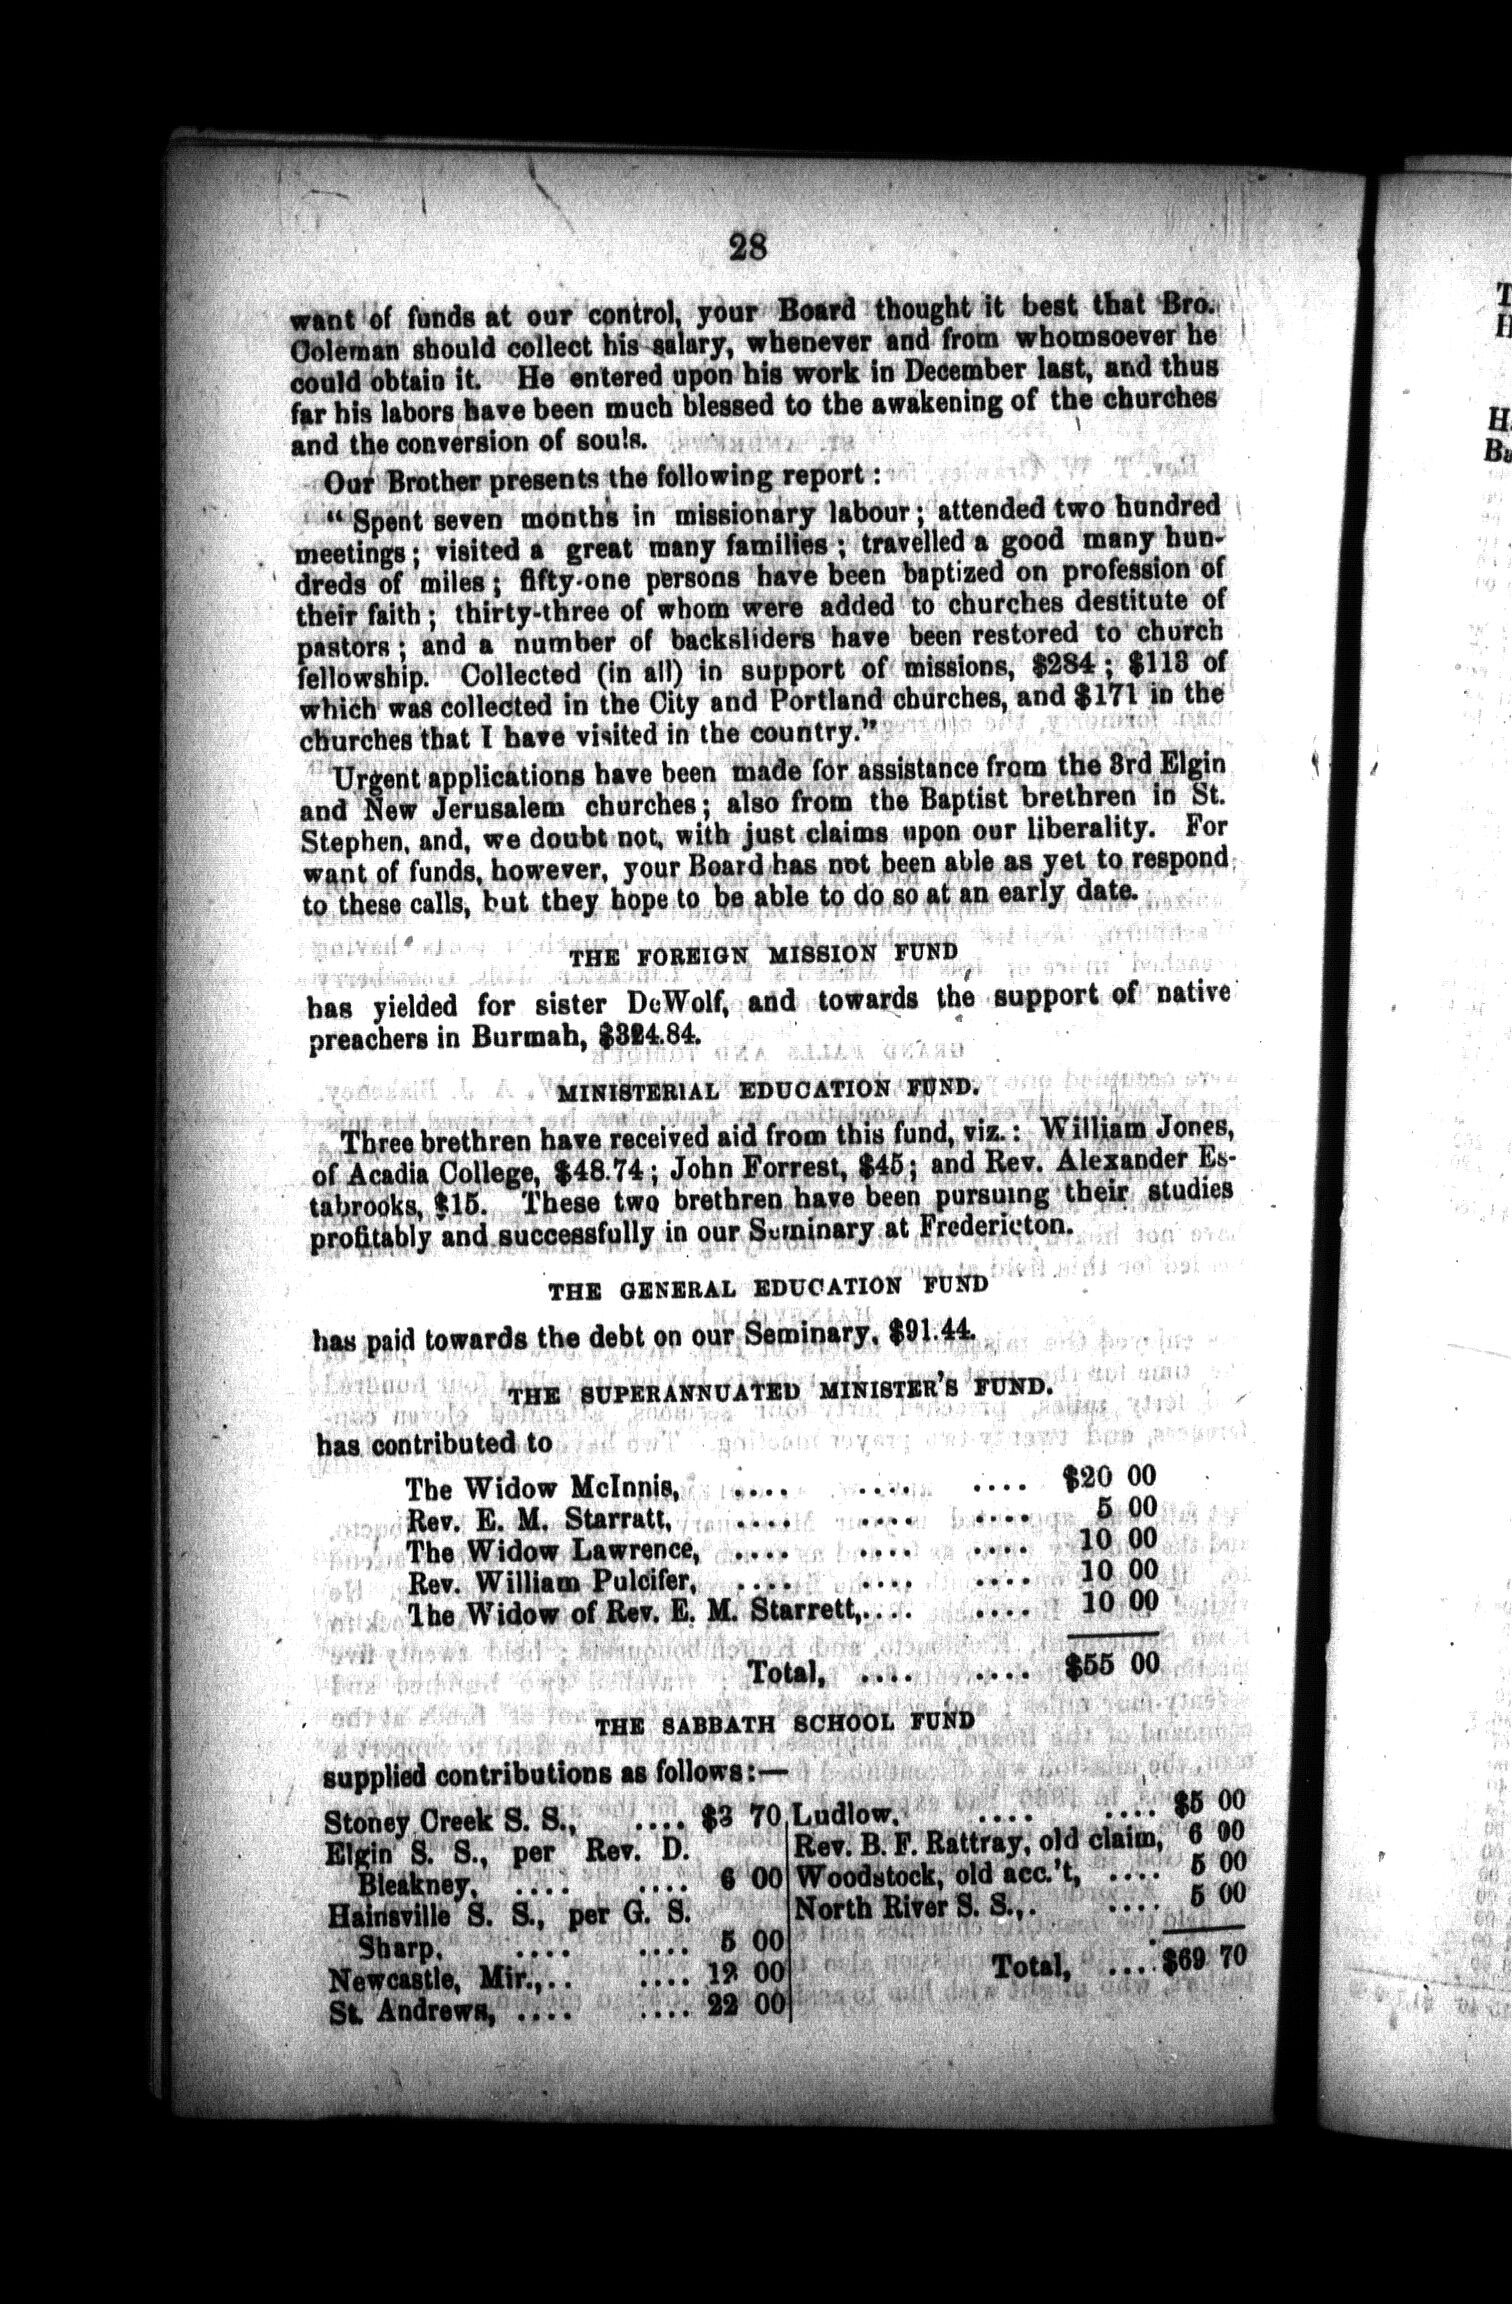 28
want of funds at our control, your Board thought it best that Bro.
Coleman should collect his salary, whenever and from whomsoever he
could obtain it. He entered upon his work in December last, and thus
far his labors have been much blessed to the awakening of the churches
and the conversion of souls.
Our Brother presents the following report :
“ Spent seven months in missionary labour ; attended two hundred
meetings ; visited a great many families ; travelled a good many hun-
dreds of miles ; fifty-one persons have been baptized on profession of
their faith ; thirty-three of whom were added to churches destitute of
pastors ; and a number of backsliders have been restored to church
fellowship. Collected (in all) in support of missions, $284 ; $113 of
which was collected in the City and Portland churches, and $171 in the
churches that I have visited in the country.”
Urgent applications have been made for assistance from the 3rd Elgin
and New Jerusalem churches ; also from the Baptist brethren in St.
Stephen, and, we doubt not, with just claims upon our liberality. For
want of funds, however, your Board has not been able as yet to respond
to these calls, but they hope to be able to do so at an early date.
THE FOREIGN MISSION FUND
has yielded for sister DeWolf, and towards the support of native
preachers in Burmah,
MINISTERIAL EDUCATION FUND.
Three brethren have received aid from this fund, viz. : William Jones,
of Acadia College, $48.74 ; John Forrest, $45 ; and Rev. Alexander Es-
tabrooks, $15. These two brethren have been pursuing their studies
profitably and successfully in our Seminary at Fredericton.
THE GENERAL EDUCATION FUND
has paid towards the debt on our Seminary, $91.44.
THE SUPERANNUATED MINISTER'S FUND.
has contributed to
The Widow McInnis, .... .... .... $20 00
Rev. E. M. Starratt, .... .... .... 5 00
The Widow Lawrence, .... .... .... 10 00
Rev. William Pulcifer, .... .... .... 10 00
The Widow of Rev. E. M. Starrett,.... .... 10 00
Total, .... .... $55 00
THE SABBATH SCHOOL FUND
supplied contributions as follows:—
Stoney Creek S. S., .... $3 70
Elgin S. S., per Rev. D.
Bleakney, .... .... 6 00
Hainsville S. S., per G. S.
Sharp, .... .... 5 00
Newcastle, Mir.,.. .... 12 00
St. Andrews, .... .... 22 00
Ludlow, .... .... $5 00
Rev. B. F. Rattray, old claim, 6 00
Woodstock, old acc.'t, .... 5 00
North River S. S.,. .... 5 00
Total, .... $69 70